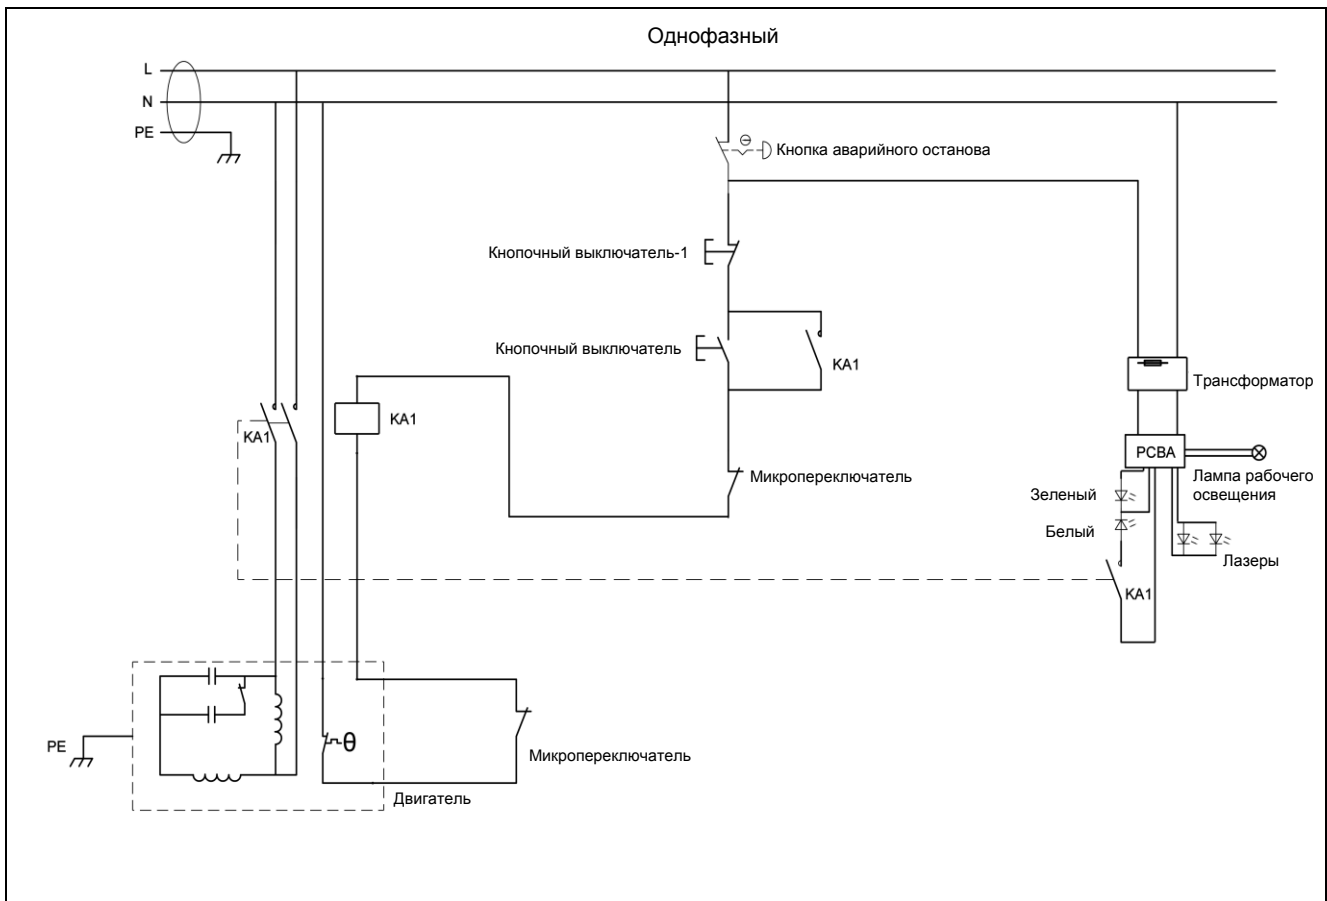 Однофазный
L
N
PE
Кнопка аварийного останова
Кнопочный выключатель-1
Кнопочный выключатель
KA1
Трансформатор
KA1
KA1
PCBA
Микропереключатель
Лампа рабочего
освещения
Зеленый
Белый
Лазеры
KA1
PE
θ
Микропереключатель
Двигатель